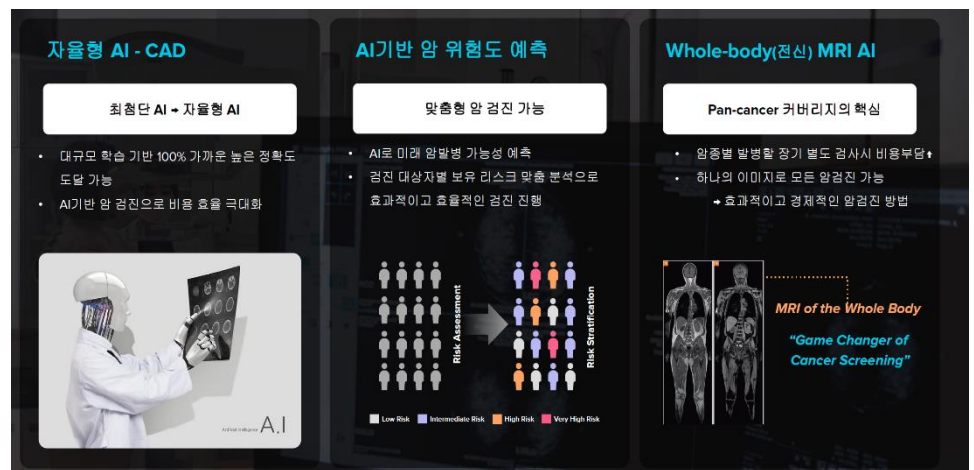 자율형 AI - CAD
최첨단 AI → 자율형 AI
• 대규모 학습 기반 100% 가까운 높은 정확도
도달 가능
• AI기반 암 검진으로 비용 효율 극대화
A.I
AI기반 암 위험도 예측
맞춤형 암 검진 가능
• AI로 미래 암발병 가능성 예측
• 검진 대상자별 보유 리스크 맞춤 분석으로
효과적이고 효율적인 검진 진행
Risk Assessment
Risk Stratification
Low Risk
Intermediate Risk
High Risk
Very High Risk
Whole-body(전신) MRI AI
Pan-cancer 커버리지의 핵심
• 암종별 발병할 장기 별도 검사시 비용부담↑
• 하나의 이미지로 모든 암검진 가능
→ 효과적이고 경제적인 암검진 방법
MRI of the Whole Body
“Game Changer of
Cancer Screening”